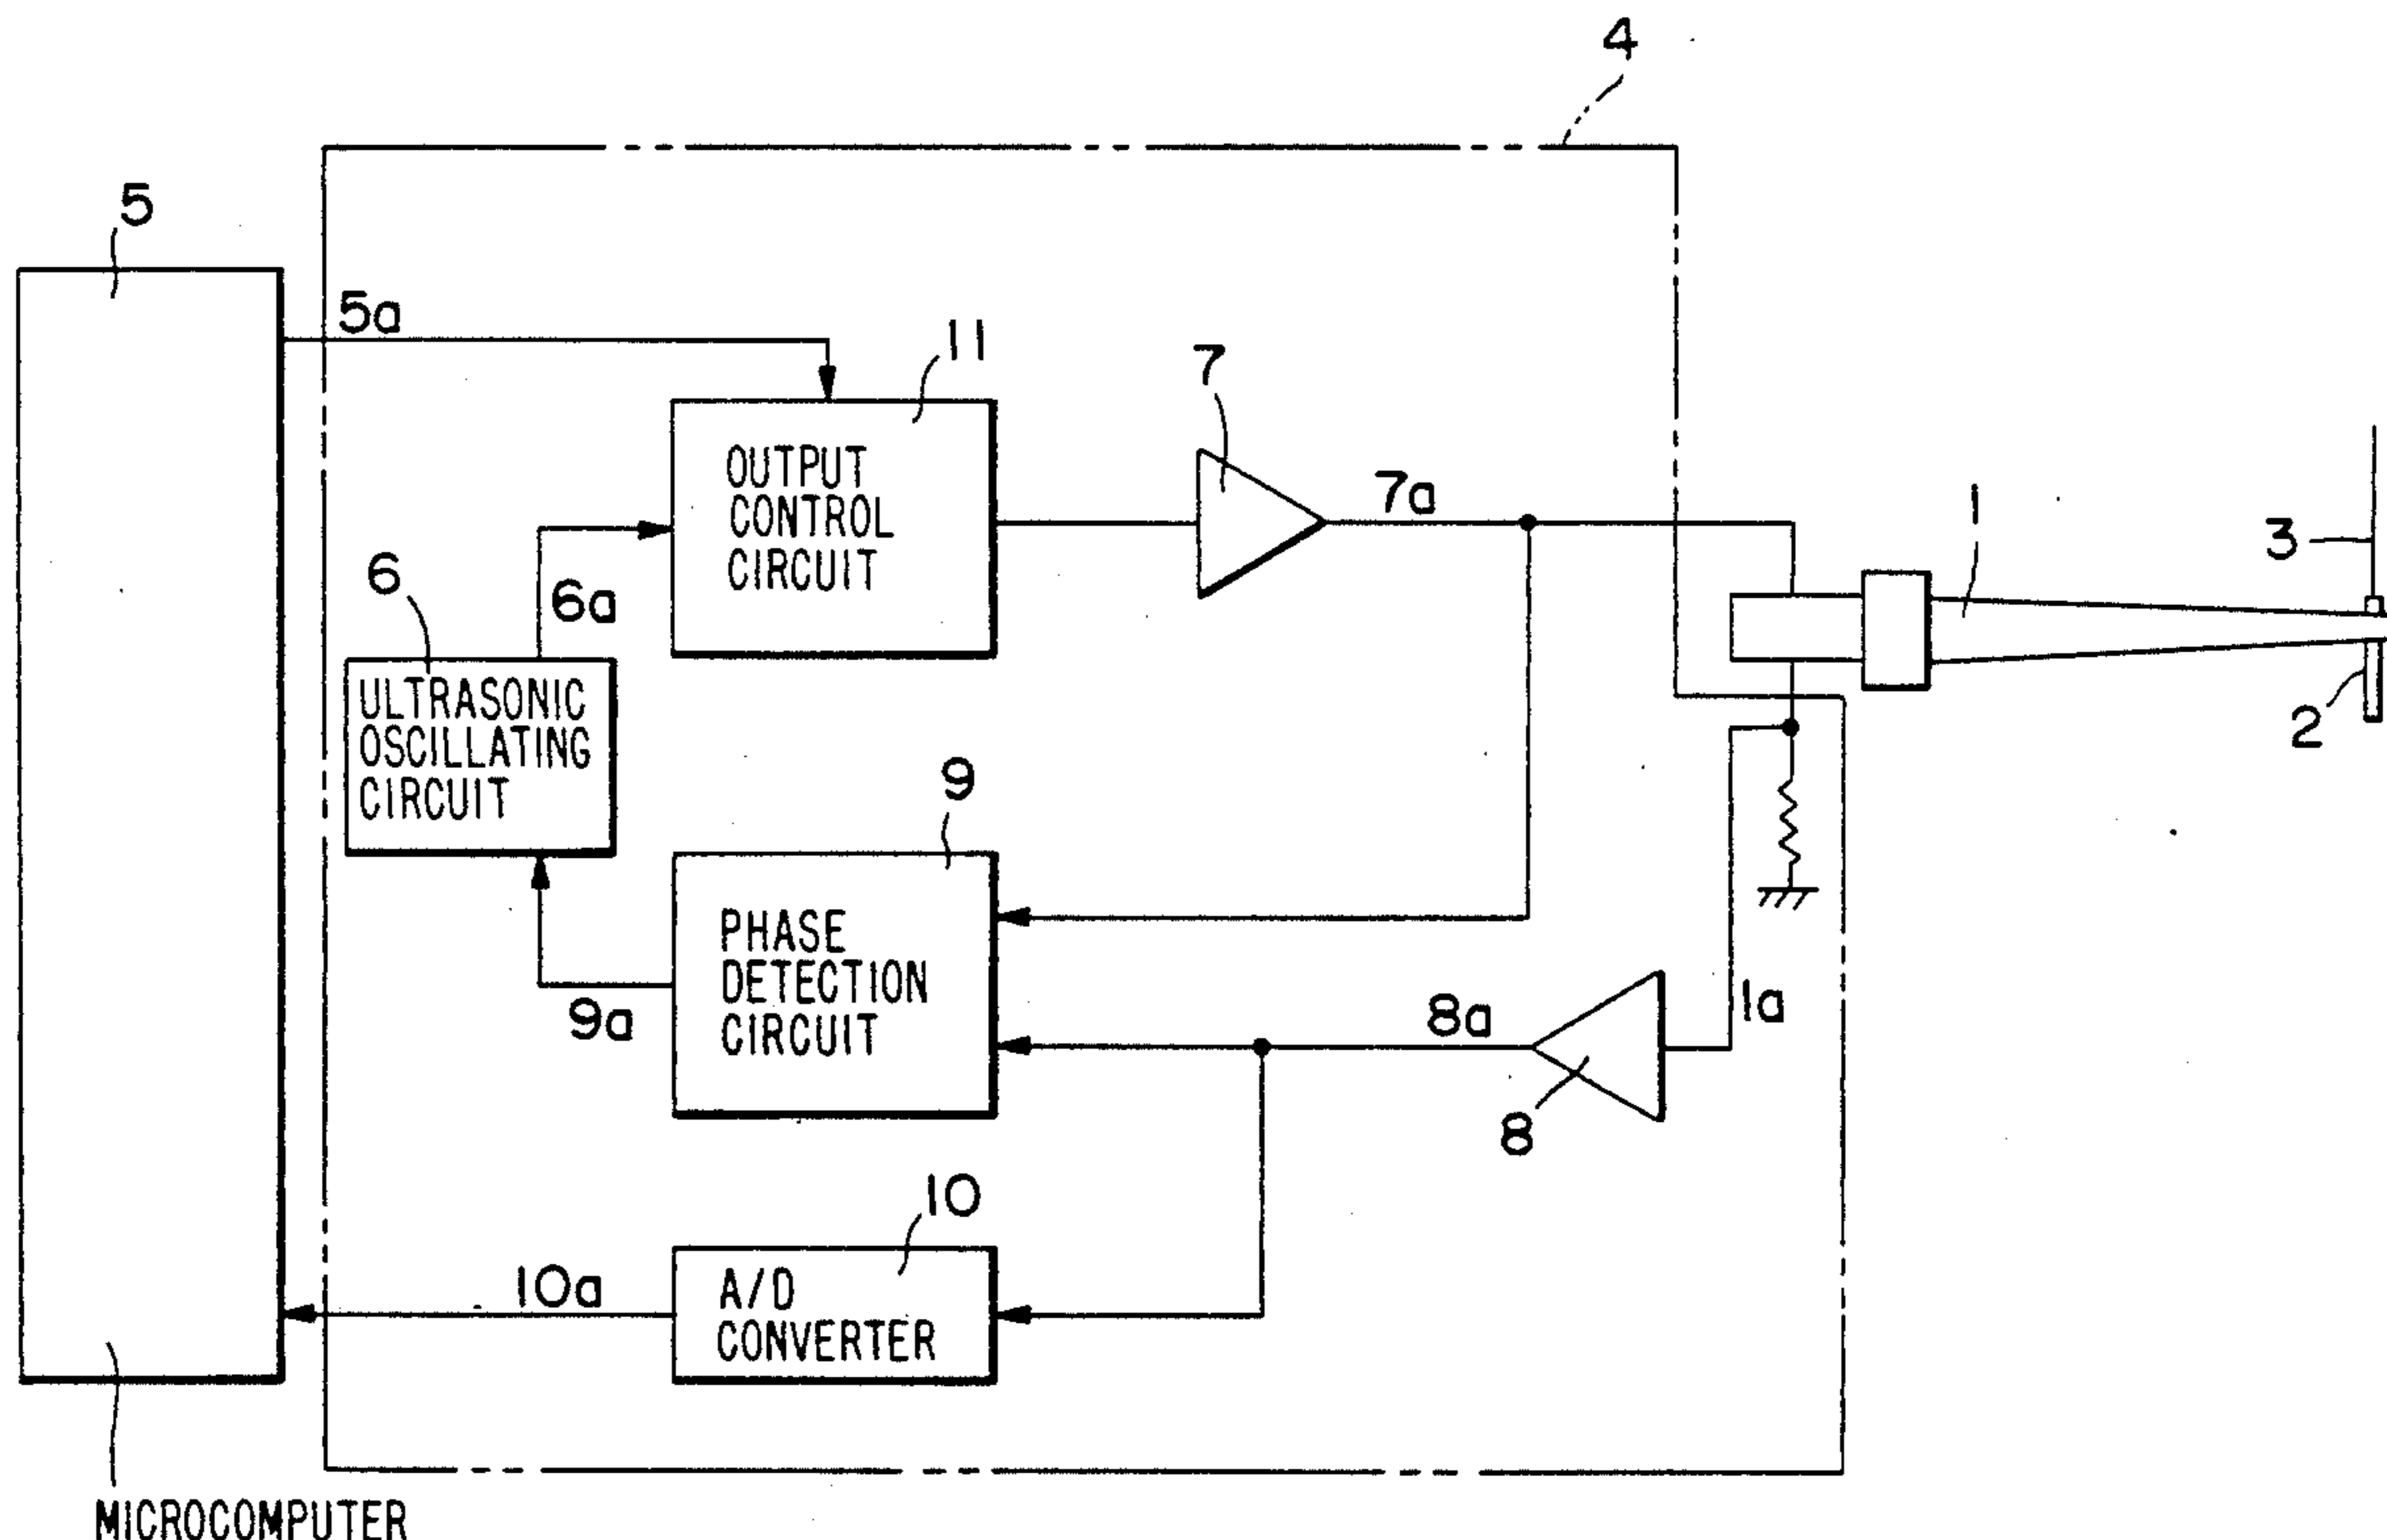 4
5
5a
11
7
OUTPUT
CONTROL
CIRCUIT
7a
1
3
6
6a
ULTRASONIC
OSCILLATING
CIRCUIT
2
9
PHASE
DETECTION
CIRCUIT
9a
8a
1a
8
10
A/D
CONVERTER
10a
MICROCOMPUTER